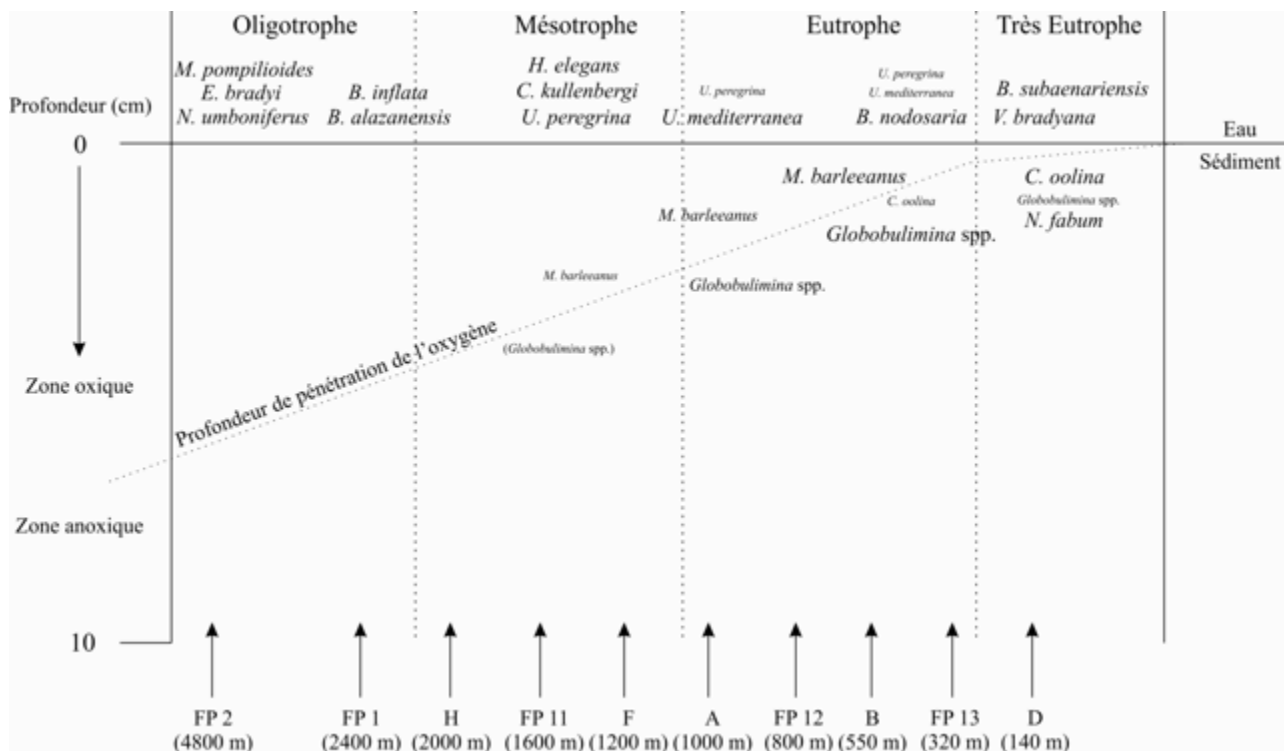 Oligotrophe Mésotrophe Eutrophe Très Eutrophe
M. pompilioides
E. bradyi
N. umboniferus
B. inflata
B. alazanensis
H. elegans
C. kullenbergi
U. peregrina
U. peregrina
U. mediterranea
U. peregrina
U. mediterranea
B. nodosaria
B. subaenariensis
V. bradyana
Profondeur (cm)
0
Eau
Sédiment
M. barleeanus
C. oolina
Globobulimina spp.
C. oolina
Globobulimina spp.
N. fabum
M. barleeanus
Globobulimina spp.
M. barleeanus
(Globobulimina spp.)
Profondeur de pénétration de l'oxygène
Zone oxique
Zone anoxique
10
FP 2 FP 1 H FP 11 F A FP 12 B FP 13 D
(4800 m) (2400 m) (2000 m) (1600 m) (1200 m) (1000 m) (800 m) (550 m) (320 m) (140 m)